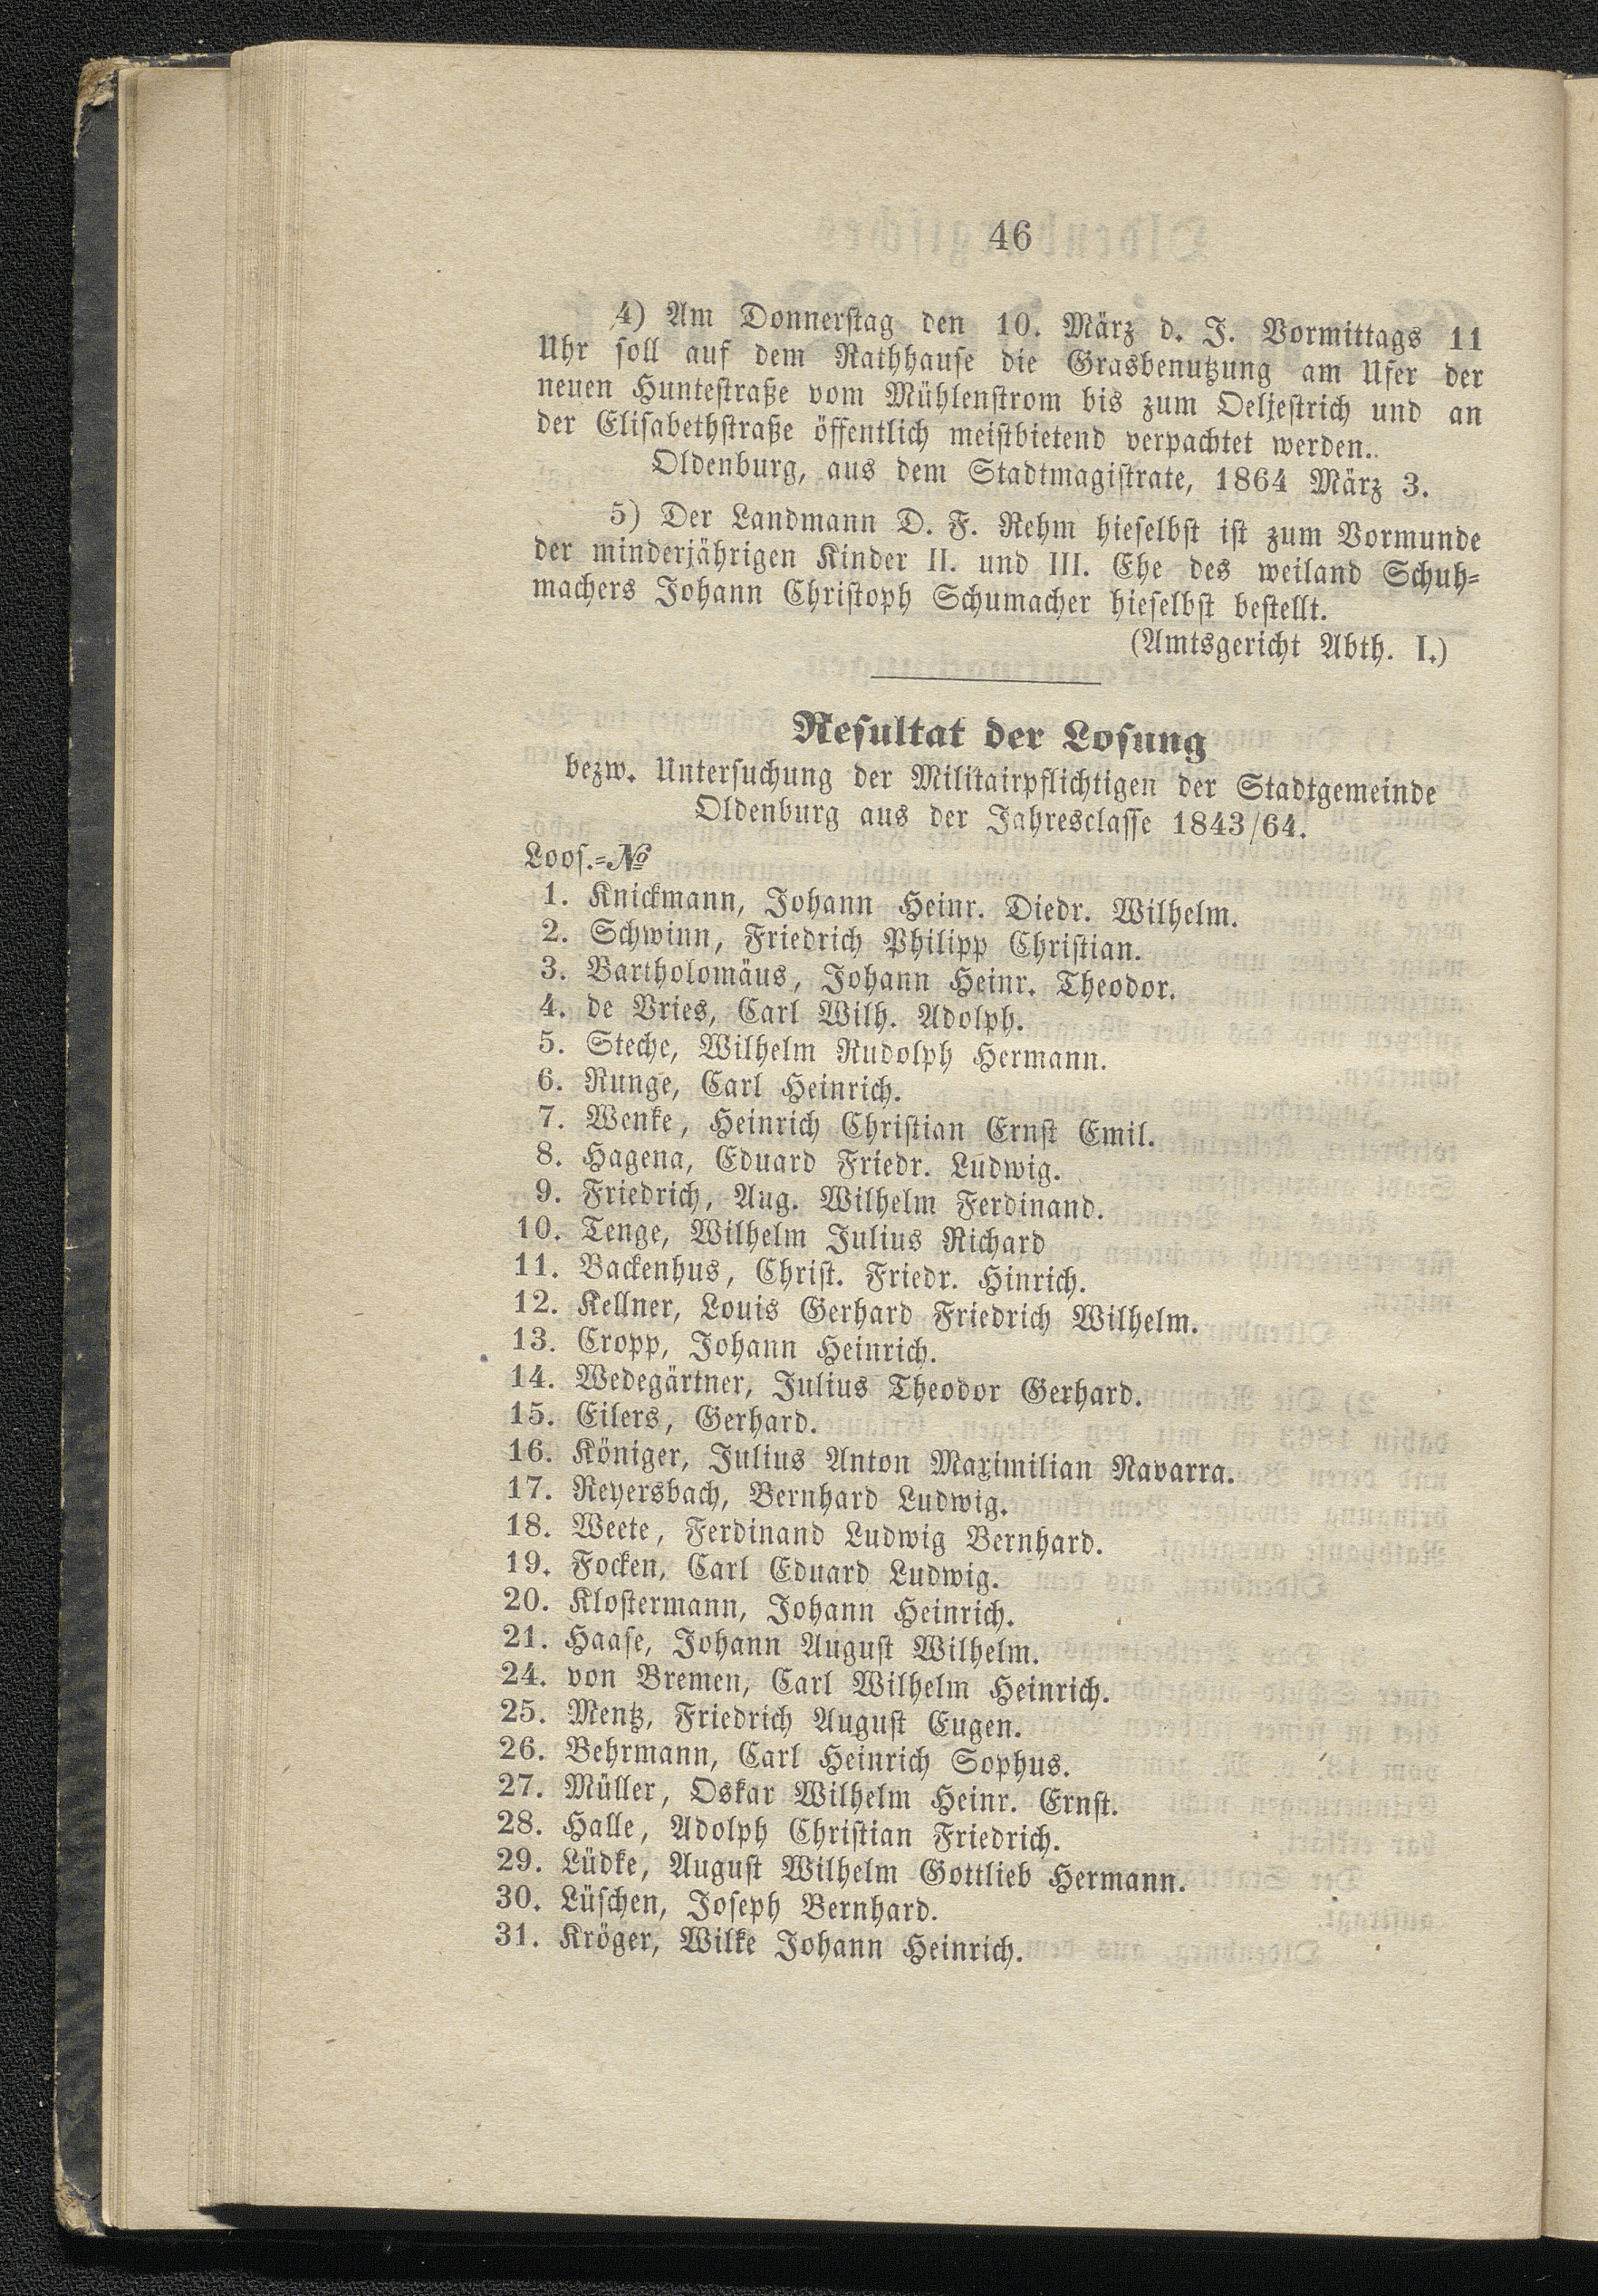 46
4) Am Donnerstag den 10. März d. J. Vormittags 11
Uhr soll auf dem Rathhause die Grasbenutzung am Ufer der
neuen Huntestraße vom Mühlenstrom bis zum Oeljestrich und an
der Elisabethstraße öffentlich meistbietend verpachtet werden.
Oldenburg, aus dem Stadtmagistrate, 1864 März 3.
5) Der Landmann D. F. Rehm hieselbst ist zum Vormunde
der minderjährigen Kinder II. und III. Ehe des weiland Schuh-
machers Johann Christoph Schumacher hieselbst bestellt.
(Amtsgericht Abth. I.)
Resultat der Losung
bezw. Untersuchung der Militairpflichtigen der Stadtgemeinde
Oldenburg aus der Jahresclasse 1843/64.
Loos.-№
1. Knickmann, Johann Heinr. Diedr. Wilhelm.
2. Schwinn, Friedrich Philipp Christian.
3. Bartholomäus, Johann Heinr. Theodor.
4. de Vries, Carl Wilh. Adolph.
5. Steche, Wilhelm Rudolph Hermann.
6. Runge, Carl Heinrich.
7. Wenke, Heinrich Christian Ernst Emil.
8. Hagena, Eduard Friedr. Ludwig.
9. Friedrich, Aug. Wilhelm Ferdinand.
10. Tenge, Wilhelm Julius Richard
11. Backenhus, Christ. Friedr. Hinrich.
12. Kellner, Louis Gerhard Friedrich Wilhelm.
13. Cropp, Johann Heinrich.
14. Wedegärtner, Julius Theodor Gerhard.
15. Eilers, Gerhard.
16. Königer, Julius Anton Maximilian Navarra.
17. Reyersbach, Bernhard Ludwig.
18. Weete, Ferdinand Ludwig Bernhard.
19. Focken, Carl Eduard Ludwig.
20. Klostermann, Johann Heinrich.
21. Haase, Johann August Wilhelm.
24. von Bremen, Carl Wilhelm Heinrich.
25. Mentz, Friedrich August Eugen.
26. Behrmann, Carl Heinrich Sophus.
27. Müller, Oskar Wilhelm Heinr. Ernst.
28. Halle, Adolph Christian Friedrich.
29. Lüdke, August Wilhelm Gottlieb Hermann.
30. Lüschen, Joseph Bernhard.
31. Kröger, Wilke Johann Heinrich.